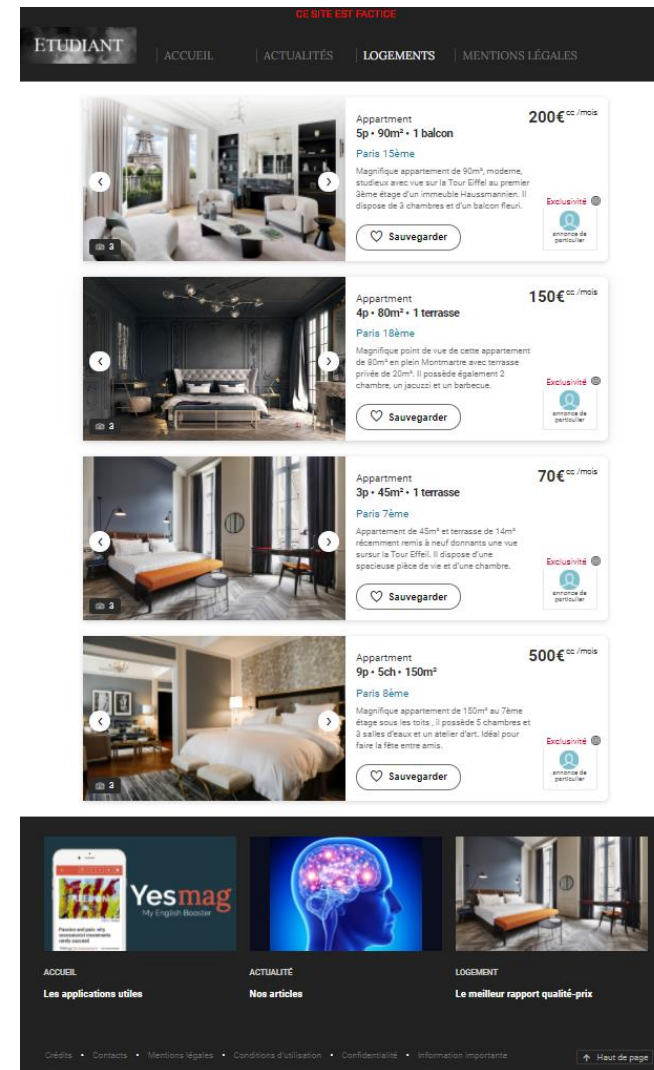 CE SITE EST FACTICE
ETUDIANT
ACCUEIL
ACTUALITÉS
LOGEMENTS
MENTIONS LÉGALES
Appartment
5p • 90m² • 1 balcon
200€ cc /mois
Paris 15ème
Magnifique appartement de 90m², moderne,
studieux avec vue sur la Tour Eiffel au premier
3ème étage d'un immeuble Haussmannien. Il
dispose de 3 chambres et d'un balcon fleuri.
Exclusivité
annonce de
particulier
Sauvegarder
3
Appartment
4p • 80m² • 1 terrasse
150€ cc /mois
Paris 18ème
Magnifique point de vue de cette appartement
de 80m² en plein Montmartre avec terrasse
privée de 20m². Il possède également 2
chambre, un jacuzzi et un barbecue.
Exclusivité
annonce de
particulier
Sauvegarder
3
Appartment
3p • 45m² • 1 terrasse
70€ cc /mois
Paris 7ème
Appartement de 45m² et terrasse de 14m²
récemment remis à neuf donnants une vue
sursur la Tour Effeil. Il dispose d'une
spacieuse pièce de vie et d'une chambre.
Exclusivité
annonce de
particulier
Sauvegarder
3
Appartment
9p • 5ch • 150m²
500€ cc /mois
Paris 8ème
Magnifique appartement de 150m² au 7ème
étage sous les toits , il possède 5 chambres et
3 salles d'eaux et un atelier d'art. Idéal pour
faire la fête entre amis.
Exclusivité
annonce de
particulier
Sauvegarder
3
Yesmag
My English Booster
ACCUEIL
Les applications utiles
ACTUALITÉ
Nos articles
LOGEMENT
Le meilleur rapport qualité-prix
Crédits • Contacts • Mentions légales • Conditions d'utilisation • Confidentialité • Information importante
Haut de page